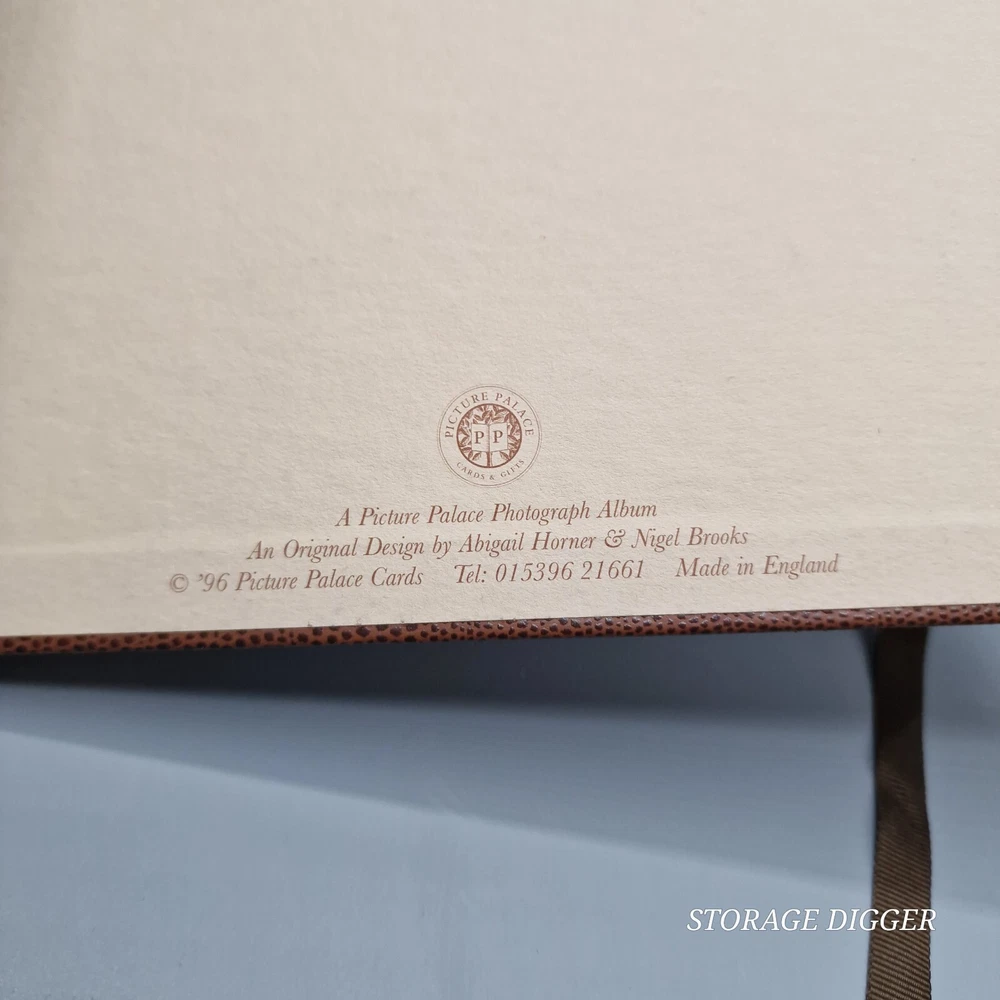 PICTURE PALACE
P P
CARDS & GIFTS
A Picture Palace Photograph Album
An Original Design by Abigail Horner & Nigel Brooks
© ’96 Picture Palace Cards Tel: 015396 21661 Made in England
STORAGE DIGGER